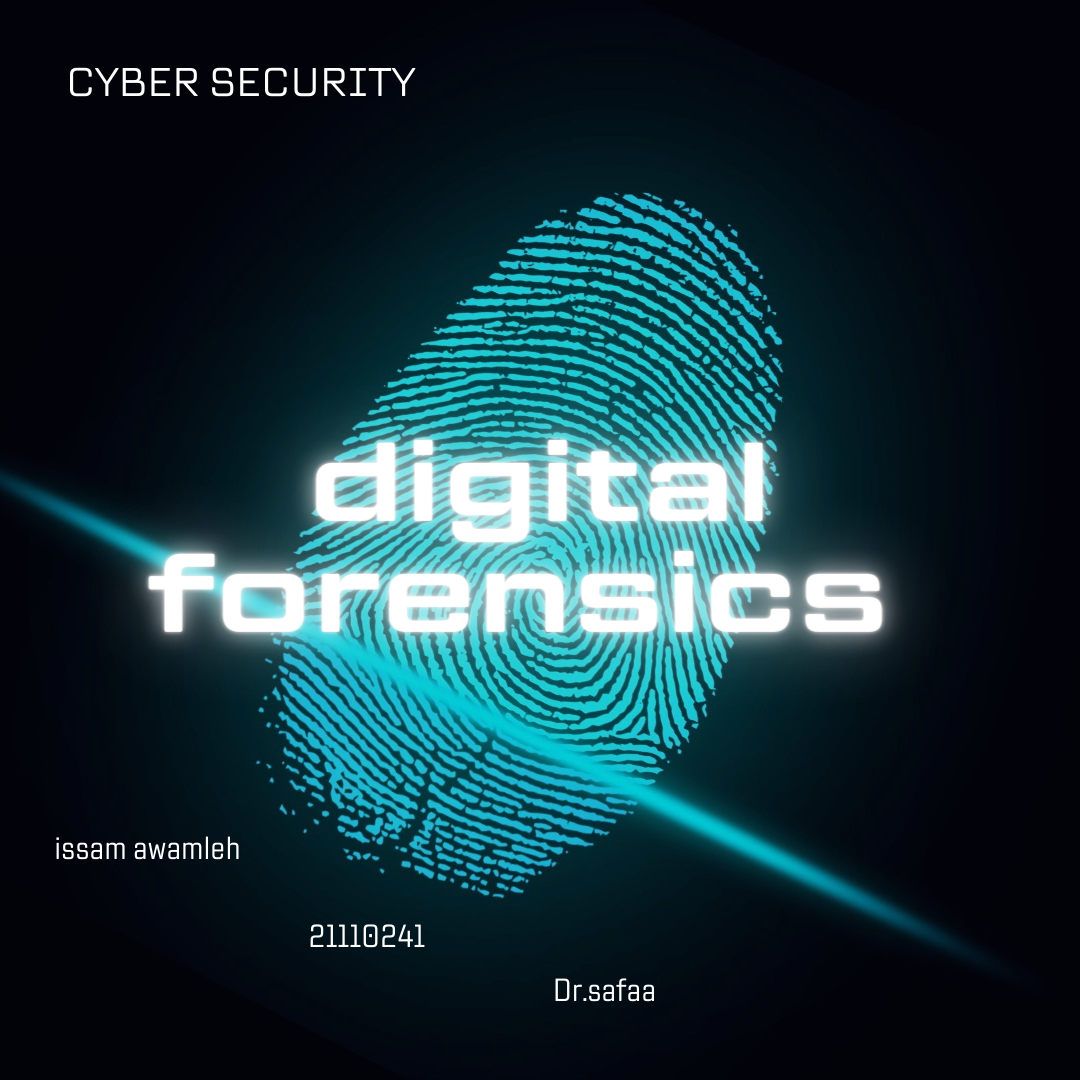 CYBER SECURITY
digital
forensics
issam awamleh
21110241
Dr.safaa